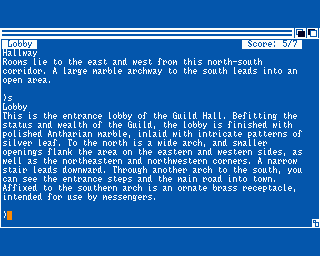 Lobby Score: 5/7
Hallway
Rooms lie to the east and west from this north-south
corridor. A large marble archway to the south leads into an
open area.
)s
Lobby
This is the entrance lobby of the Guild Hall. Befitting the
status and wealth of the Guild, the lobby is finished with
polished Antharian marble, inlaid with intricate patterns of
silver leaf. To the north is a wide arch, and smaller
openings flank the area on the eastern and western sides, as
well as the northeastern and northwestern corners. A narrow
stair leads downward. Through another arch to the south, you
can see the entrance steps and the main road into town.
Affixed to the southern arch is an ornate brass receptacle,
intended for use by messengers.
)